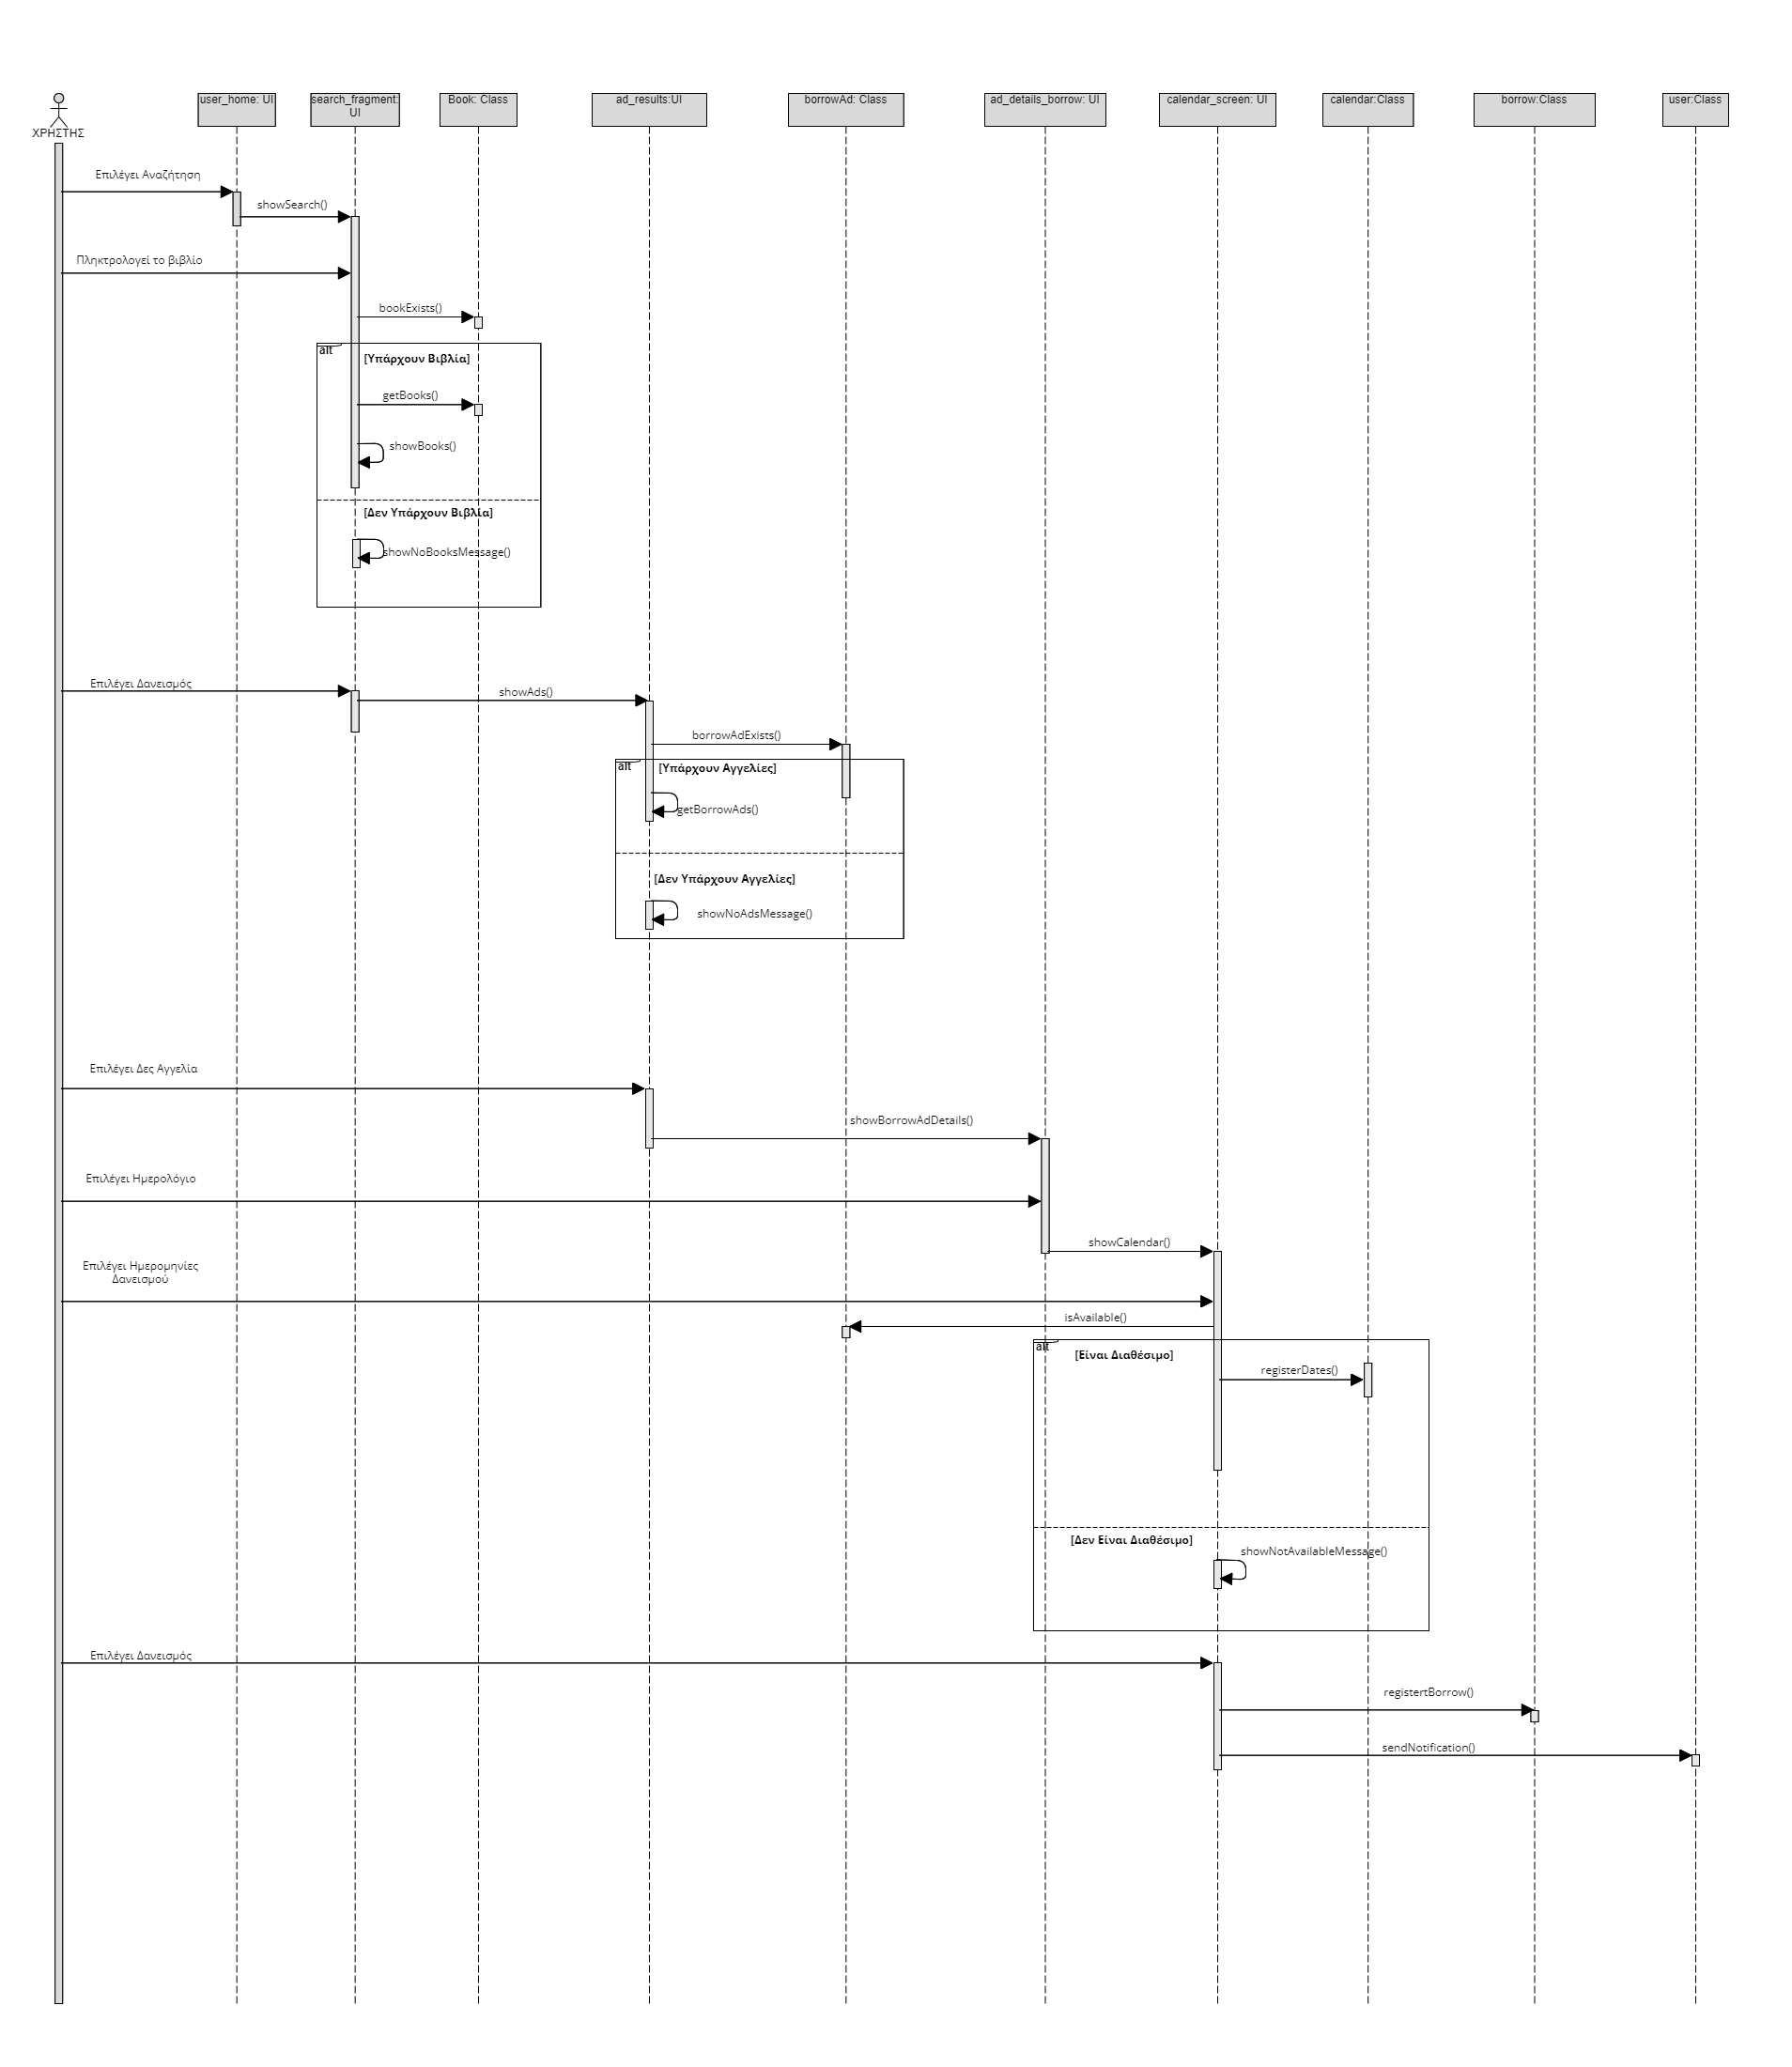 ΧΡΗΣΤΗΣ
user_home: UI
search_fragment:
UI
Book: Class
ad_results:UI
borrowAd: Class
ad_details_borrow: UI
calendar_screen: UI
calendar:Class
borrow:Class
user:Class
Επιλέγει Αναζήτηση
showSearch()
Πληκτρολογεί το βιβλίο
bookExists()
alt
[Υπάρχουν Βιβλία]
getBooks()
showBooks()
[Δεν Υπάρχουν Βιβλία]
showNoBooksMessage()
Επιλέγει Δανεισμός
showAds()
borrowAdExists()
alt
[Υπάρχουν Αγγελίες]
getBorrowAds()
[Δεν Υπάρχουν Αγγελίες]
showNoAdsMessage()
Επιλέγει Δες Αγγελία
showBorrowAdDetails()
Επιλέγει Ημερολόγιο
showCalendar()
Επιλέγει Ημερομηνίες
Δανεισμού
isAvailable()
alt
[Είναι Διαθέσιμο]
registerDates()
[Δεν Είναι Διαθέσιμο]
showNotAvailableMessage()
Επιλέγει Δανεισμός
registertBorrow()
sendNotification()